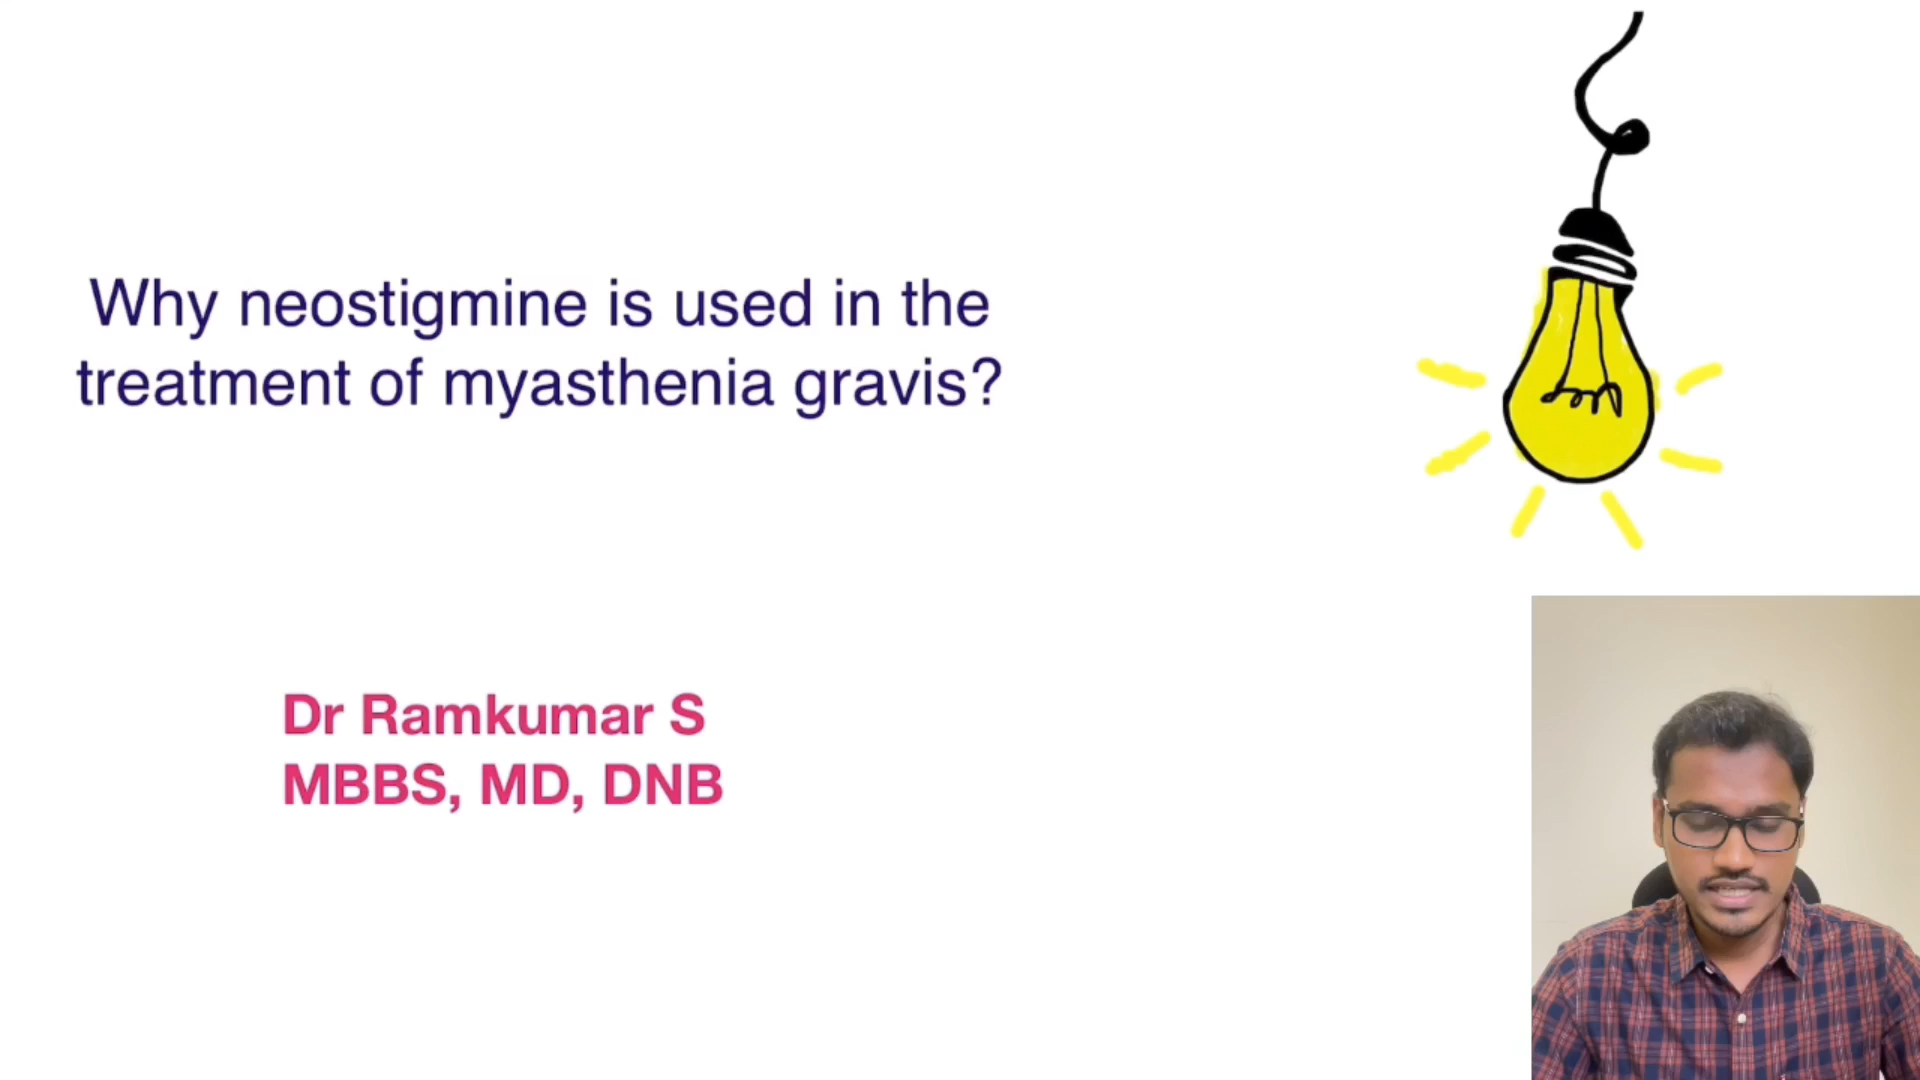 Why neostigmine is used in the
treatment of myasthenia gravis?
Dr Ramkumar S
MBBS, MD, DNB